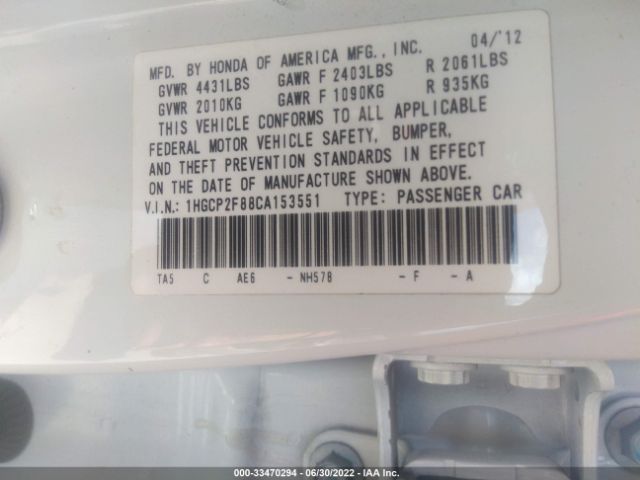 MFD. BY HONDA OF AMERICA MFG., INC. 04/'12
GVWR 4431LBS GAWR F 2403LBS R 2061LBS
GVWR 2010KG GAWR F 1090KG R 935KG
THIS VEHICLE CONFORMS TO ALL APPLICABLE
FEDERAL MOTOR VEHICLE SAFETY, BUMPER,
AND THEFT PREVENTION STANDARDS IN EFFECT
ON THE DATE OF MANUFACTURE SHOWN ABOVE.
V.I.N.: 1HGCP2F88CA153551 TYPE: PASSENGER CAR
TA5 C AE6 - NH578 - F - A
000-33470294 - 06/30/2022 - IAA Inc.